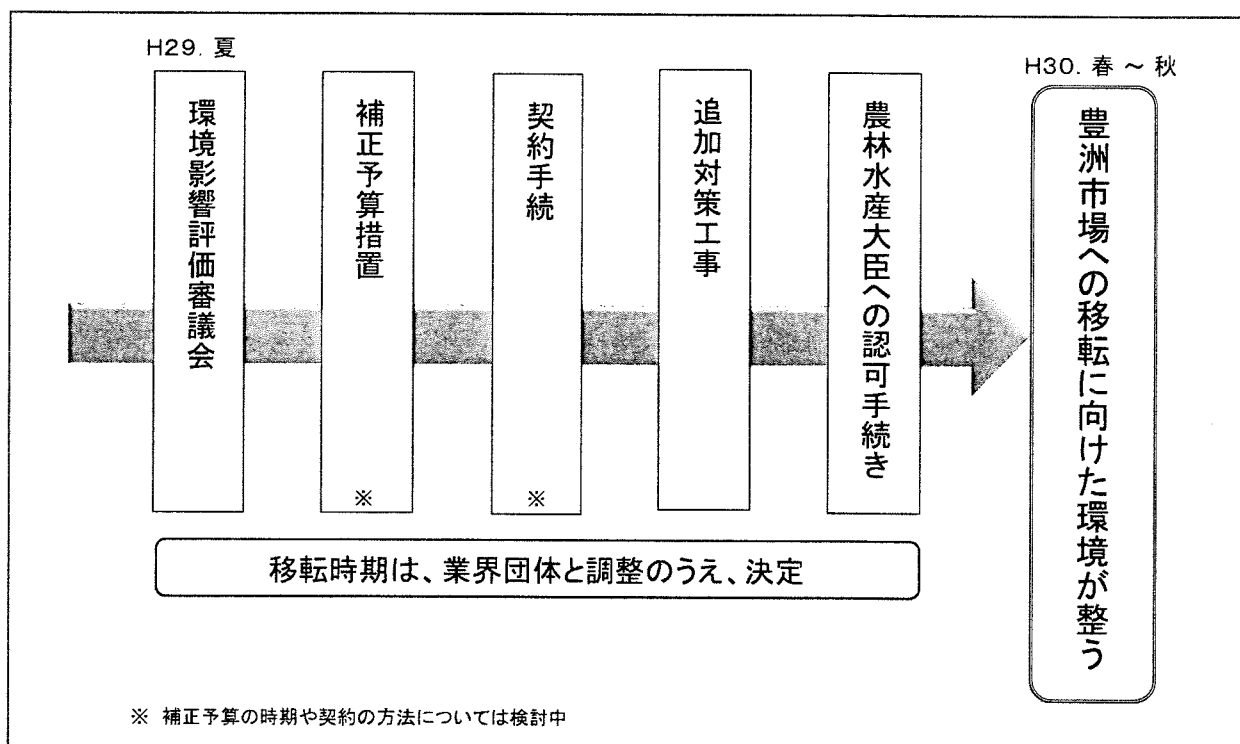 H29. 夏
環境影響評価審議会
補正予算措置
※
契約手続
※
追加対策工事
農林水産大臣への認可手続き
H30. 春 ～ 秋
豊洲市場への移転に向けた環境が整う
移転時期は、業界団体と調整のうえ、決定
※ 補正予算の時期や契約の方法については検討中